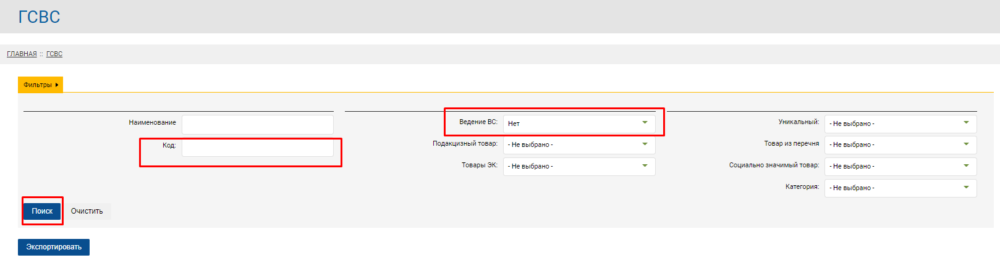 ГСВС
ГЛАВНАЯ :: ГСВС
Фильтры
Наименование
Код:
Ведение ВС: Нет
Подакцизный товар: - Не выбрано -
Товары ЭК: - Не выбрано -
Уникальный: - Не выбрано -
Товар из перечня - Не выбрано -
Социально значимый товар: - Не выбрано -
Категория: - Не выбрано -
Поиск Очистить
Экспортировать